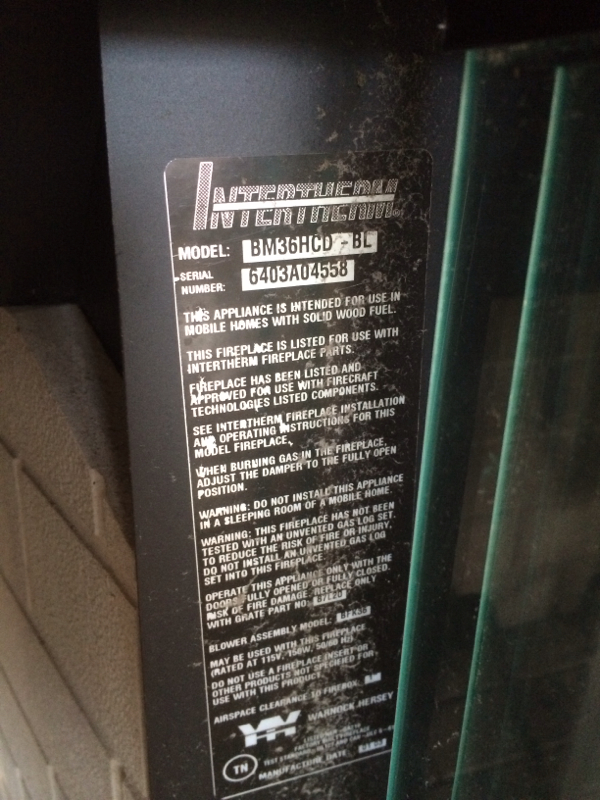 INTERTHERM
MODEL: BM36HCD-BL
SERIAL
NUMBER: 6403A04558
THIS APPLIANCE IS INTENDED FOR USE IN
MOBILE HOMES WITH SOLID WOOD FUEL.
THIS FIREPLACE IS LISTED FOR USE WITH
INTERTHERM FIREPLACE PARTS.
FIREPLACE HAS BEEN LISTED AND
APPROVED FOR USE WITH FIRECRAFT
TECHNOLOGIES LISTED COMPONENTS.
SEE INTERTHERM FIREPLACE INSTALLATION
AND OPERATING INSTRUCTIONS FOR THIS
MODEL FIREPLACE.
WHEN BURNING GAS IN THE FIREPLACE,
ADJUST THE DAMPER TO THE FULLY OPEN
POSITION.
WARNING: DO NOT INSTALL THIS APPLIANCE
IN A SLEEPING ROOM OF A MOBILE HOME.
WARNING: THIS FIREPLACE HAS NOT BEEN
TESTED WITH AN UNVENTED GAS LOG SET.
TO REDUCE THE RISK OF FIRE OR INJURY,
DO NOT INSTALL AN UNVENTED GAS LOG
SET INTO THIS FIREPLACE.
OPERATE THIS APPLIANCE ONLY WITH THE
DOORS FULLY OPENED OR FULLY CLOSED.
RISK OF FIRE DAMAGE. REPLACE ONLY
WITH GRATE PART NO:
BLOWER ASSEMBLY MODEL:
MAY BE USED WITH THIS FIREPLACE
(RATED AT 115V, 150W, 50/60 HZ)
DO NOT USE A FIREPLACE INSERT OR
OTHER PRODUCTS NOT SPECIFIED FOR
USE WITH THIS PRODUCT.
AIRSPACE CLEARANCE TO FIREBOX
WARNOCK HERSEY
TN
MANUFACTURE DATE